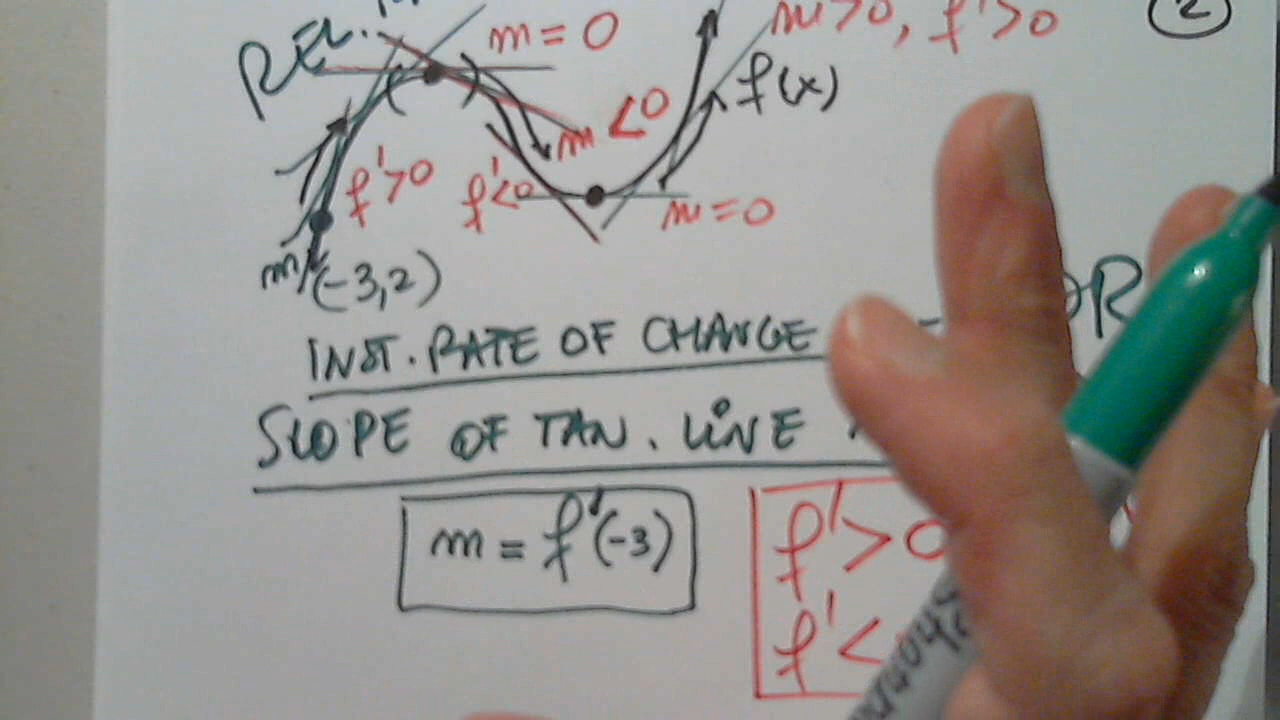 REL.
m = 0
m>0, f'>0
2
f(x)
m<0
f'>0
f'<0
m=0
m
(-3,2)
INST. RATE OF CHANGE
OR
SLOPE OF TAN. LINE
m = f'(-3)
f'>0
f'<